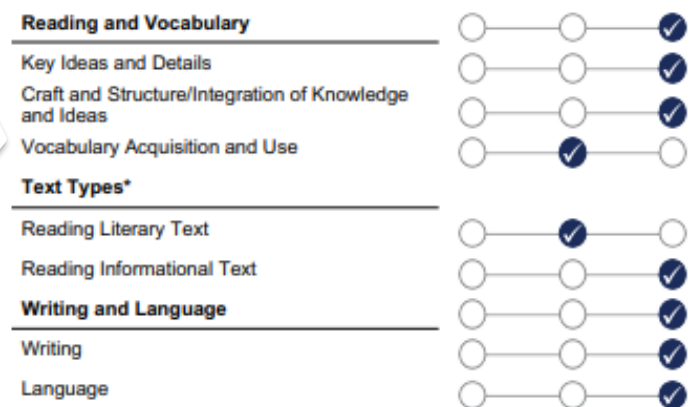 Reading and Vocabulary
Key Ideas and Details
Craft and Structure/Integration of Knowledge
and Ideas
Vocabulary Acquisition and Use
Text Types*
Reading Literary Text
Reading Informational Text
Writing and Language
Writing
Language